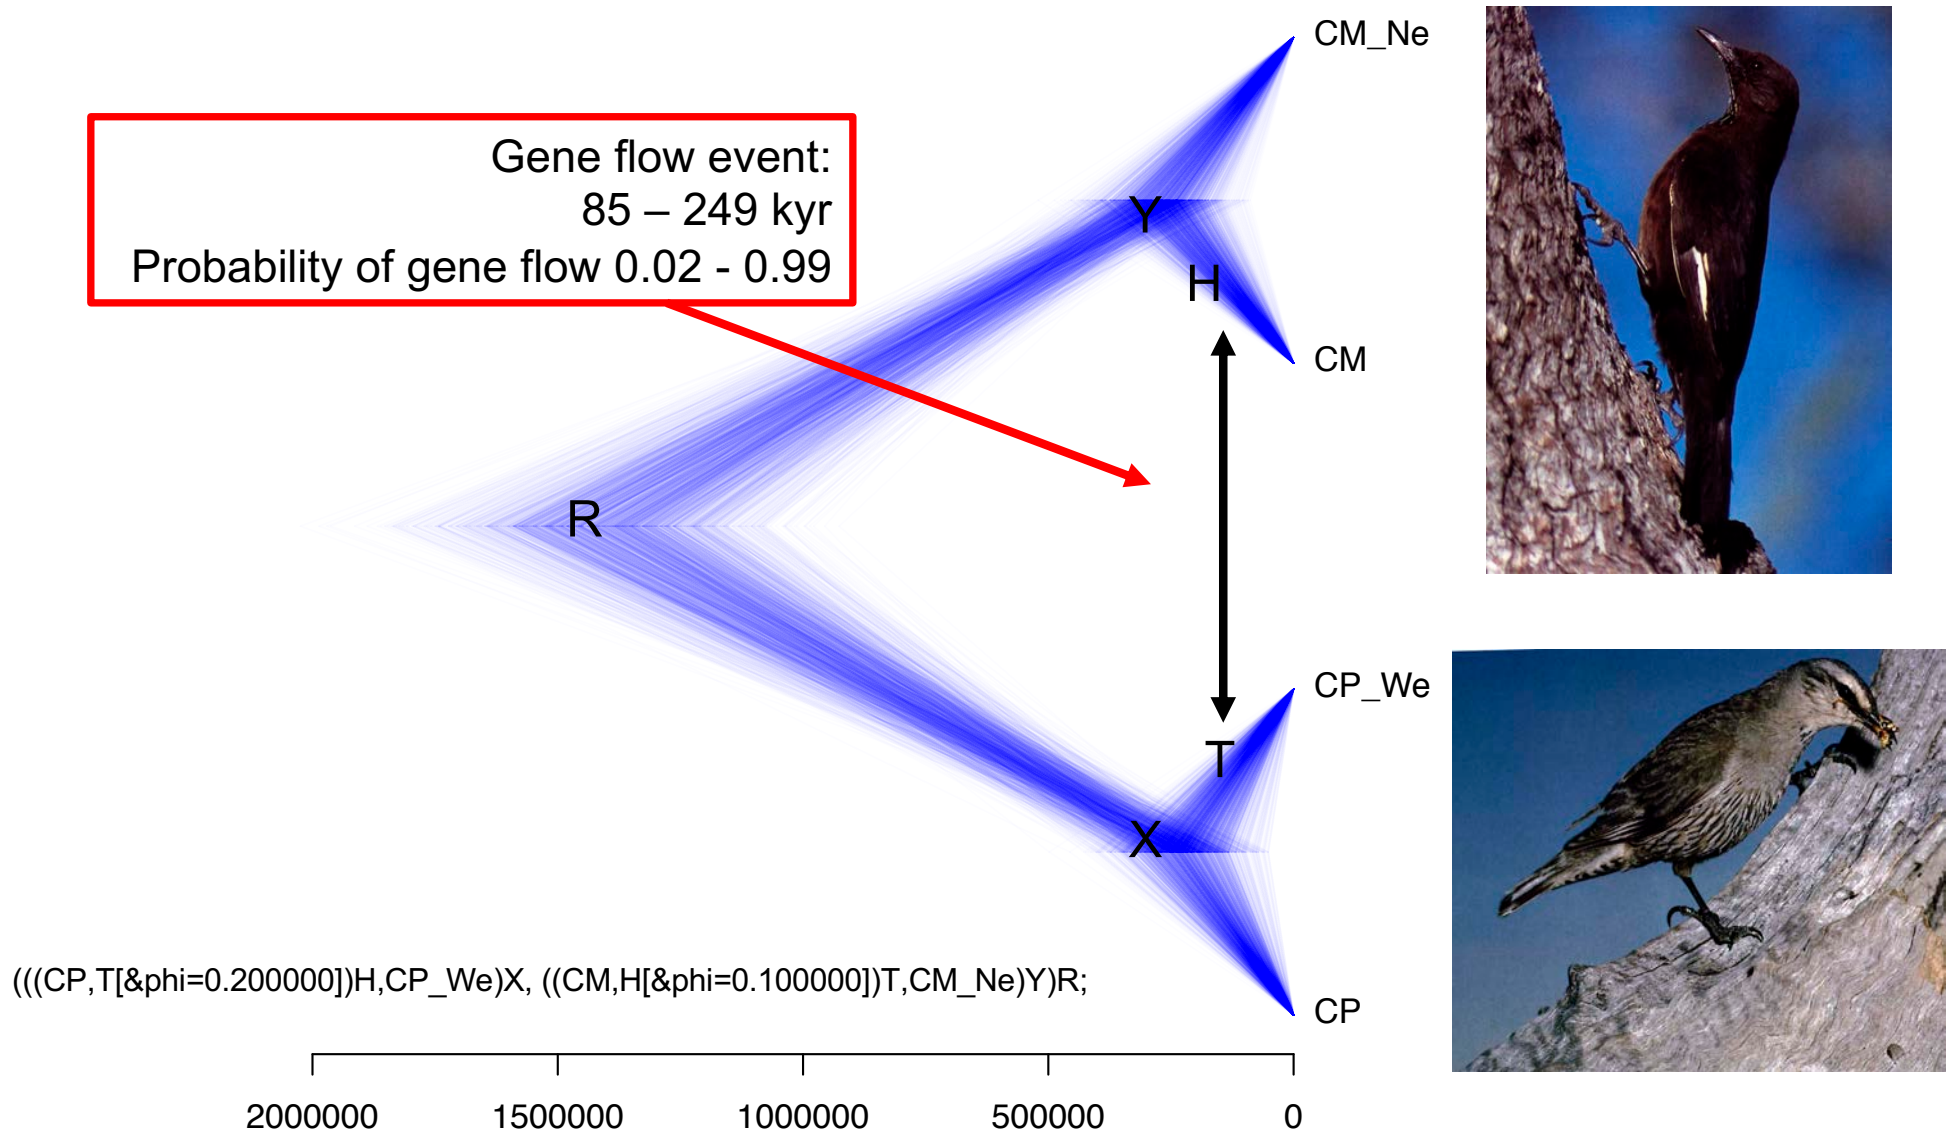 CM_Ne
Gene flow event:
85 – 249 kyr
Probability of gene flow 0.02 - 0.99
Y
H
CM
R
CP_We
T
X
(((CP,T[&phi=0.200000])H,CP_We)X, ((CM,H[&phi=0.100000])T,CM_Ne)Y)R;
CP
2000000 1500000 1000000 500000 0